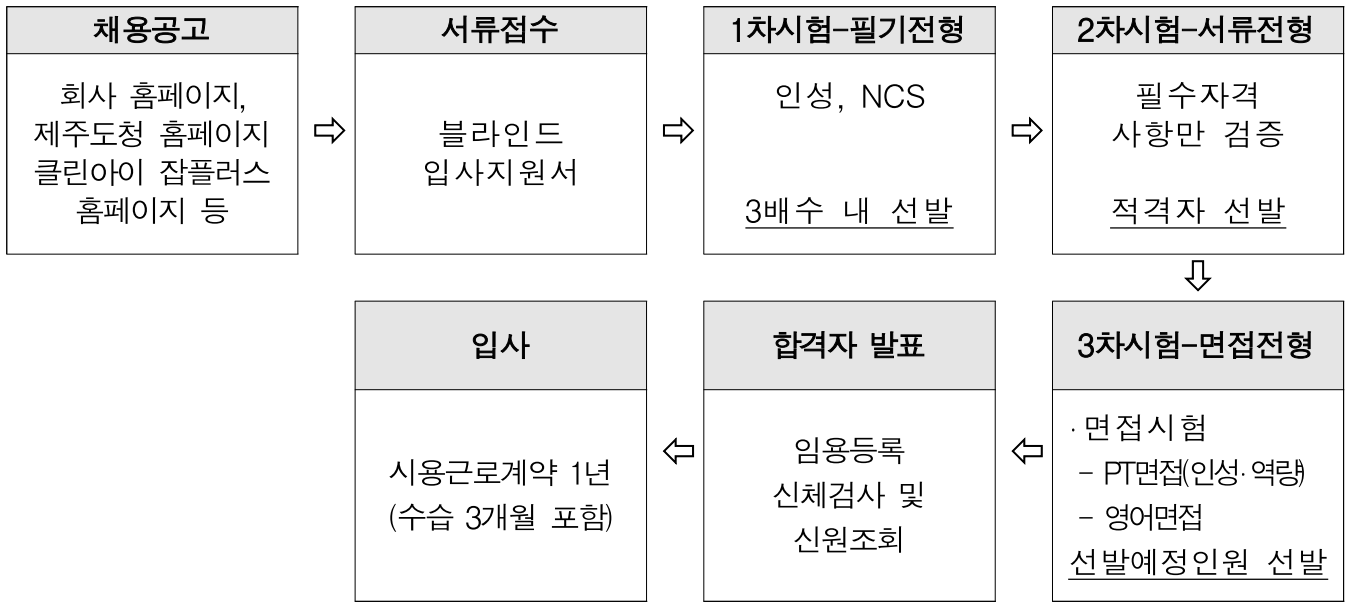 채용공고
회사 홈페이지,
제주도청 홈페이지
클린아이 잡플러스
홈페이지 등
서류접수
블라인드
입사지원서
1차시험-필기전형
인성, NCS
3배수 내 선발
2차시험-서류전형
필수자격
사항만 검증
적격자 선발
3차시험-면접전형
· 면접시험
- PT면접(인성·역량)
- 영어면접
선발예정인원 선발
합격자 발표
임용등록
신체검사 및
신원조회
입사
시용근로계약 1년
(수습 3개월 포함)